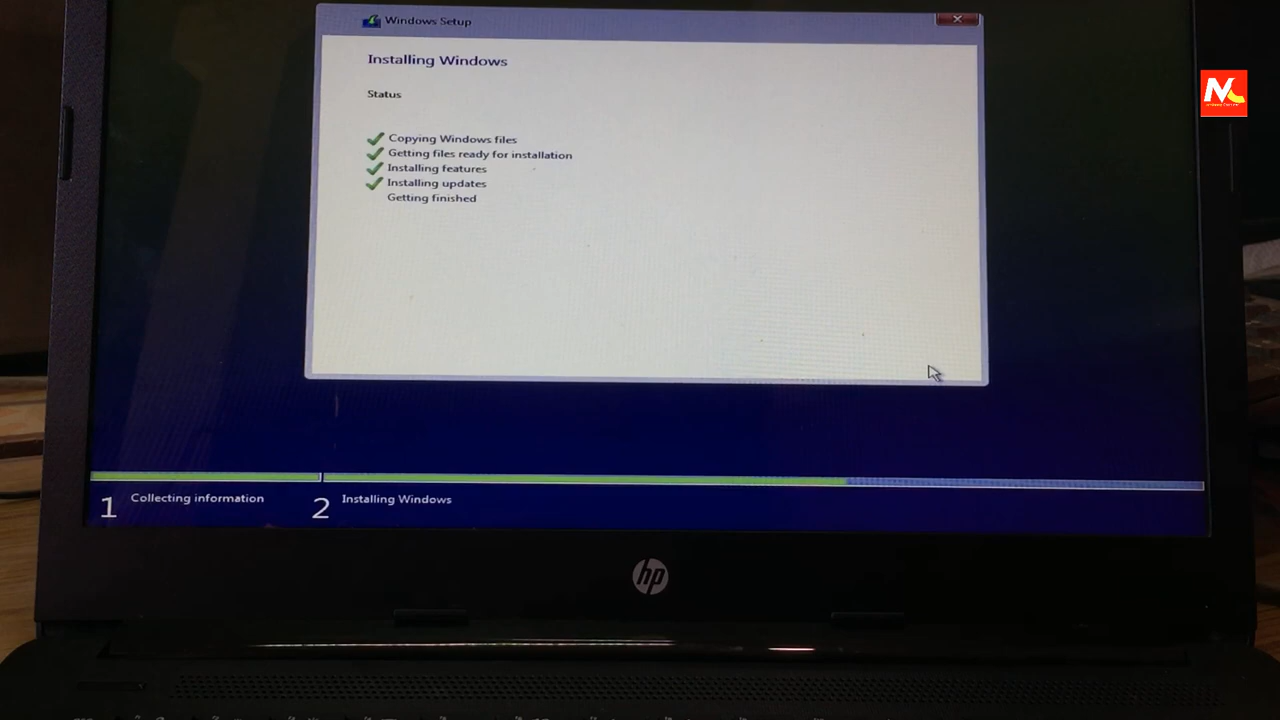 Windows Setup
Installing Windows
Status
Copying Windows files
Getting files ready for installation
Installing features
Installing updates
Getting finished
1 Collecting information
2 Installing Windows
hp